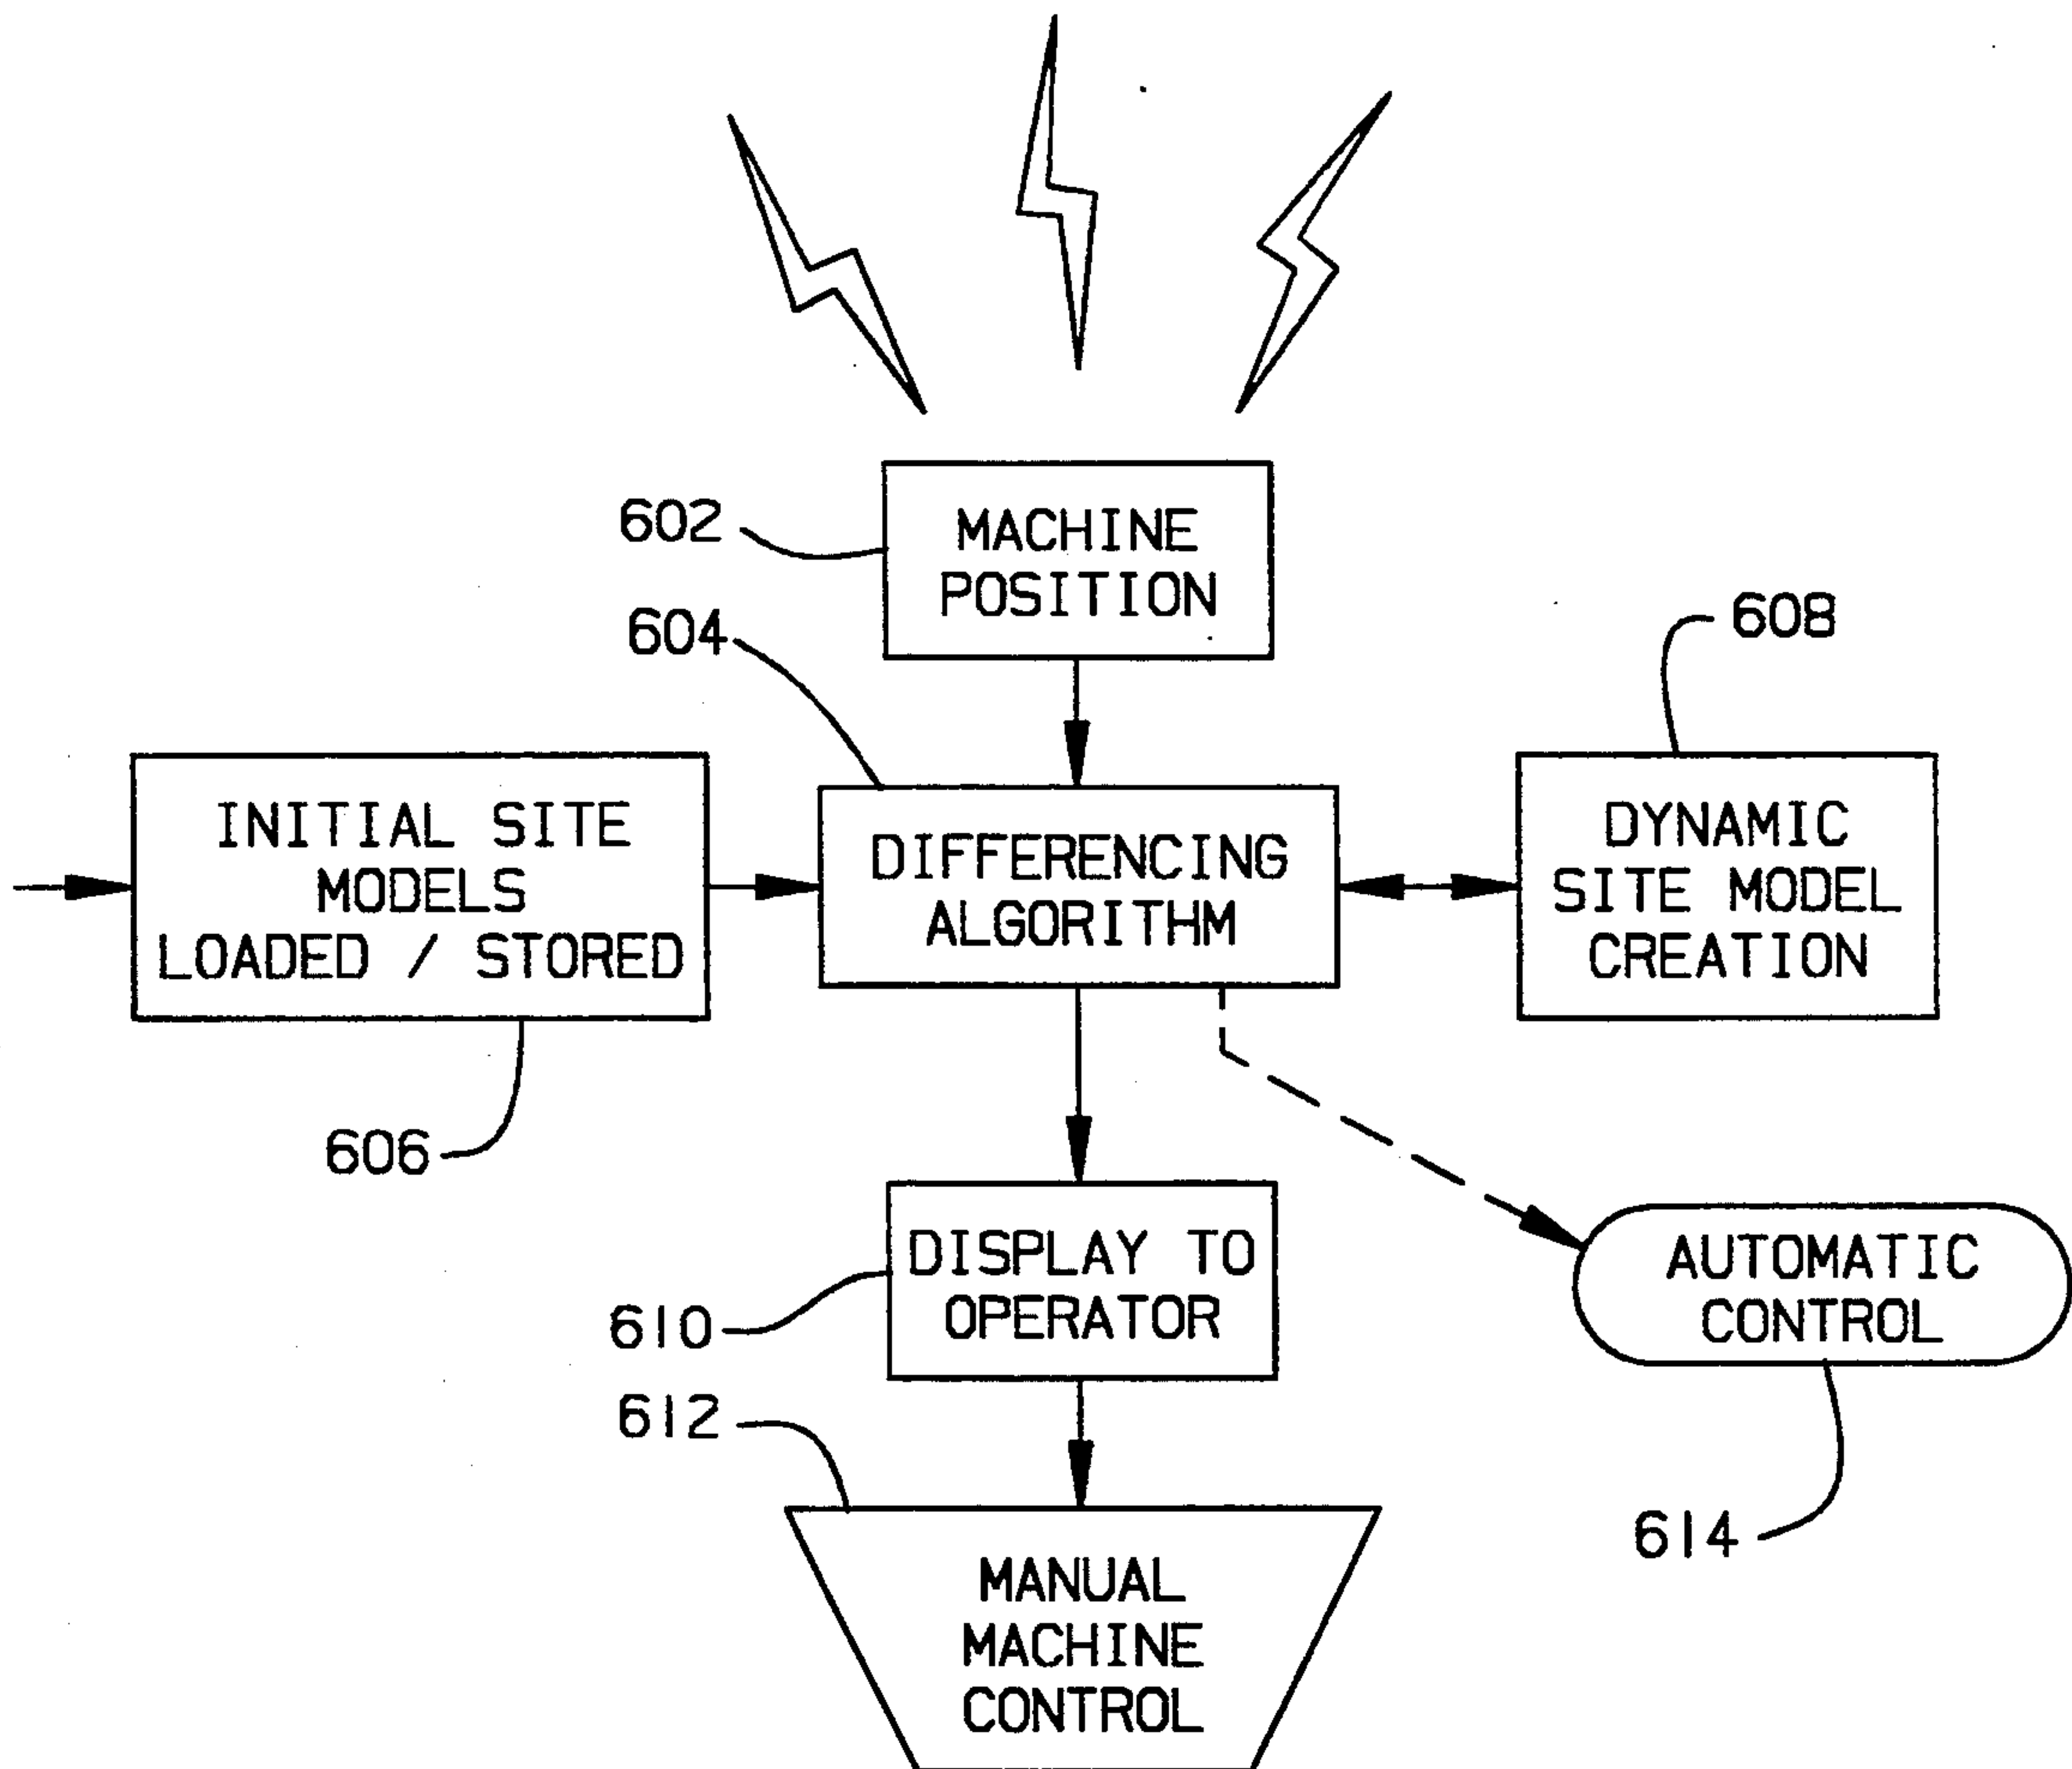 602
MACHINE
POSITION
604
608
INITIAL SITE
MODELS
LOADED / STORED
DIFFERENCING
ALGORITHM
DYNAMIC
SITE MODEL
CREATION
606
DISPLAY TO
OPERATOR
610
AUTOMATIC
CONTROL
612
614
MANUAL
MACHINE
CONTROL